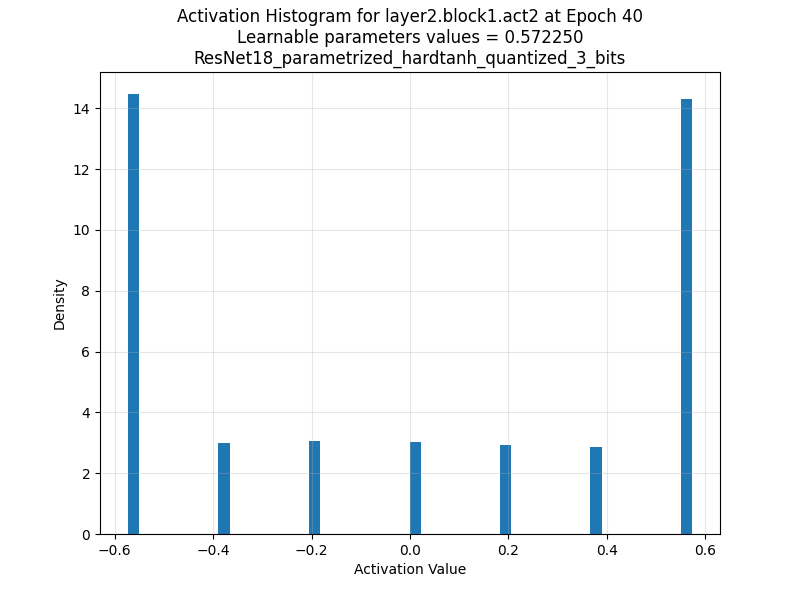 Activation Histogram for layer2.block1.act2 at Epoch 40
Learnable parameters values = 0.572250
ResNet18_parametrized_hardtanh_quantized_3_bits
14
12
10
8
6
4
2
0
Density
−0.6 −0.4 −0.2 0.0 0.2 0.4 0.6
Activation Value